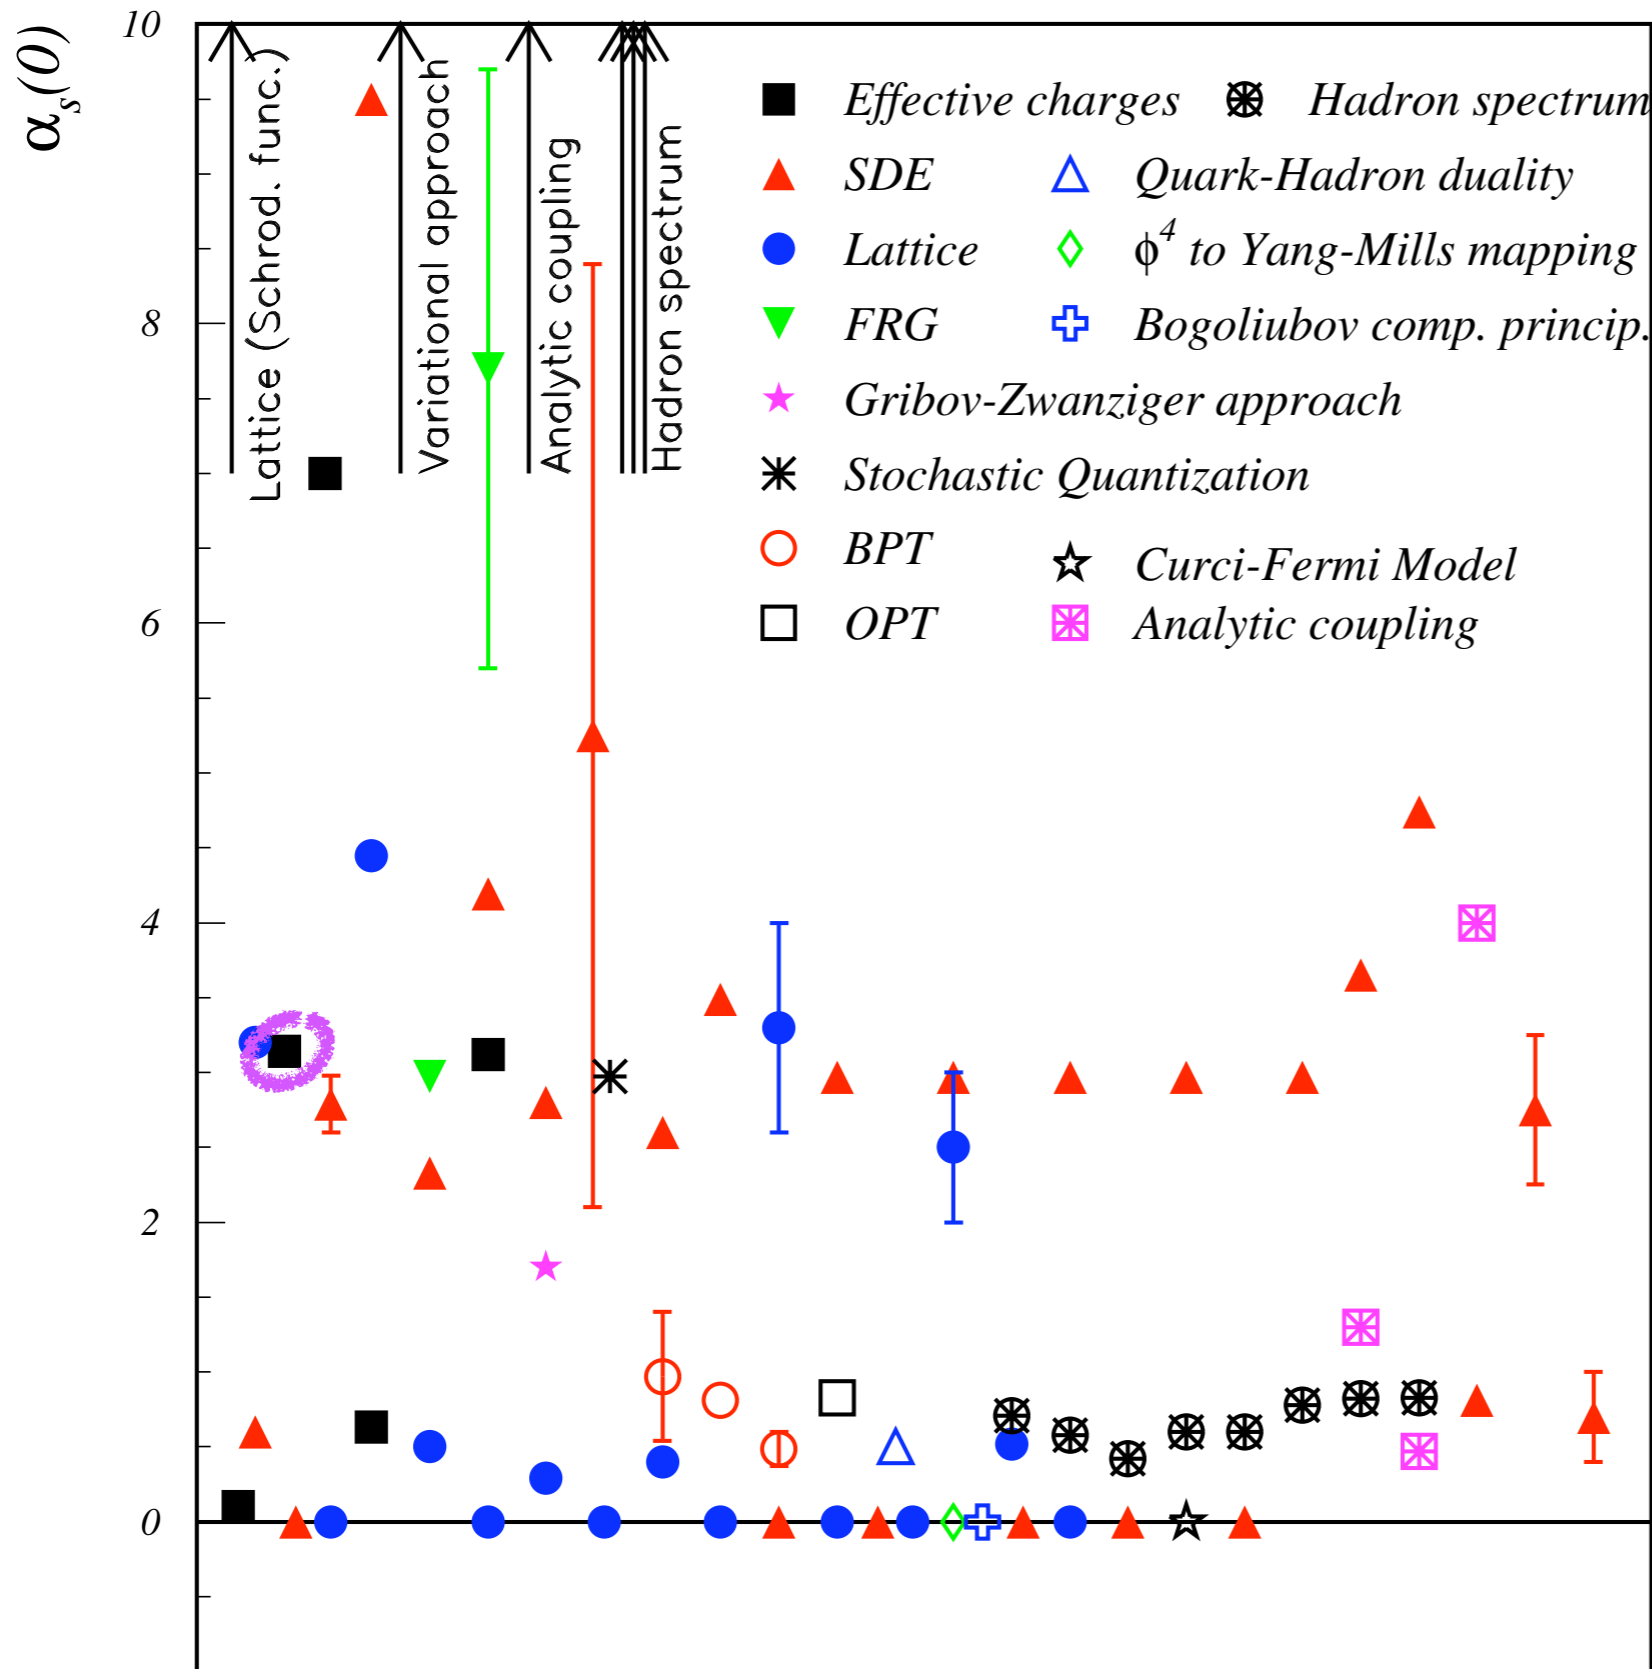 α_s(0)
10
8
6
4
2
0
Lattice (Schrod. func.)
Variational approach
Analytic coupling
Hadron spectrum
Effective charges
Hadron spectrum
SDE
Quark-Hadron duality
Lattice
ϕ⁴ to Yang-Mills mapping
FRG
Bogoliubov comp. princip.
Gribov-Zwanziger approach
Stochastic Quantization
BPT
Curci-Fermi Model
OPT
Analytic coupling